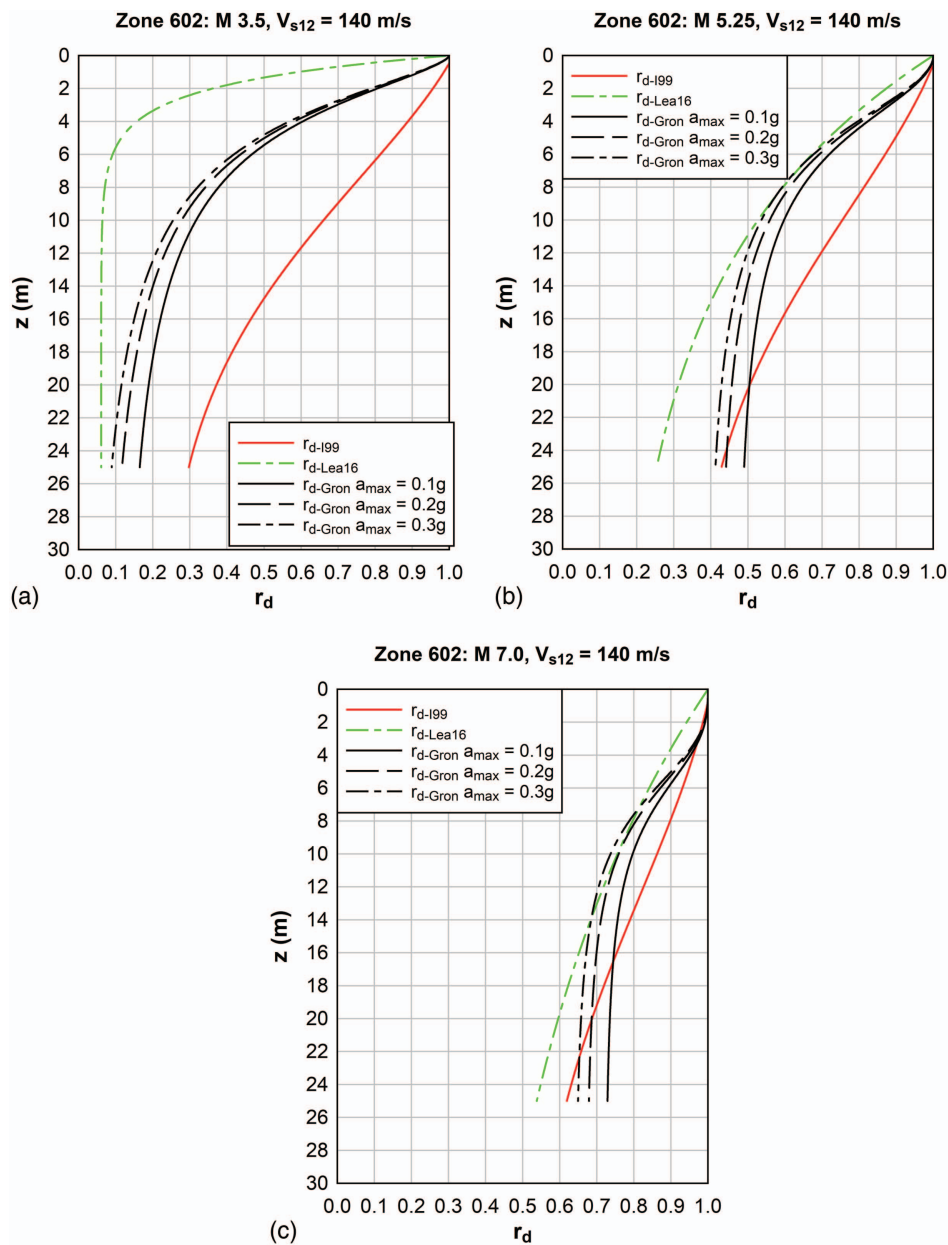 Zone 602: M 3.5, Vs12 = 140 m/s
0
2
4
6
8
10
12
14
16
18
20
22
24
26
28
30
z (m)
rd-I99
rd-Lea16
rd-Gron amax = 0.1g
rd-Gron amax = 0.2g
rd-Gron amax = 0.3g
0.0 0.1 0.2 0.3 0.4 0.5 0.6 0.7 0.8 0.9 1.0
(a)
rd
Zone 602: M 5.25, Vs12 = 140 m/s
0
2
4
6
8
10
12
14
16
18
20
22
24
26
28
30
z (m)
rd-I99
rd-Lea16
rd-Gron amax = 0.1g
rd-Gron amax = 0.2g
rd-Gron amax = 0.3g
0.0 0.1 0.2 0.3 0.4 0.5 0.6 0.7 0.8 0.9 1.0
(b)
rd
Zone 602: M 7.0, Vs12 = 140 m/s
0
2
4
6
8
10
12
14
16
18
20
22
24
26
28
30
z (m)
rd-I99
rd-Lea16
rd-Gron amax = 0.1g
rd-Gron amax = 0.2g
rd-Gron amax = 0.3g
0.0 0.1 0.2 0.3 0.4 0.5 0.6 0.7 0.8 0.9 1.0
(c)
rd